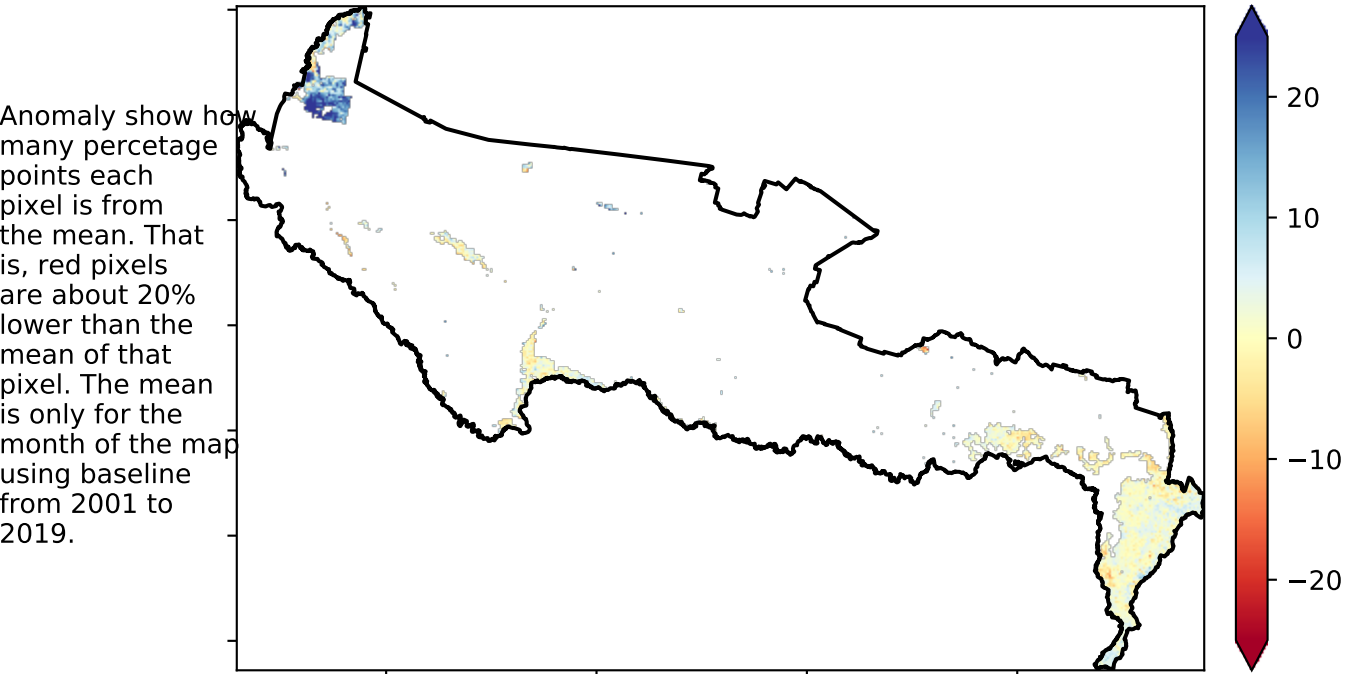 Anomaly show how
many percetage
points each
pixel is from
the mean. That
is, red pixels
are about 20%
lower than the
mean of that
pixel. The mean
is only for the
month of the map
using baseline
from 2001 to
2019.
20
10
0
−10
−20